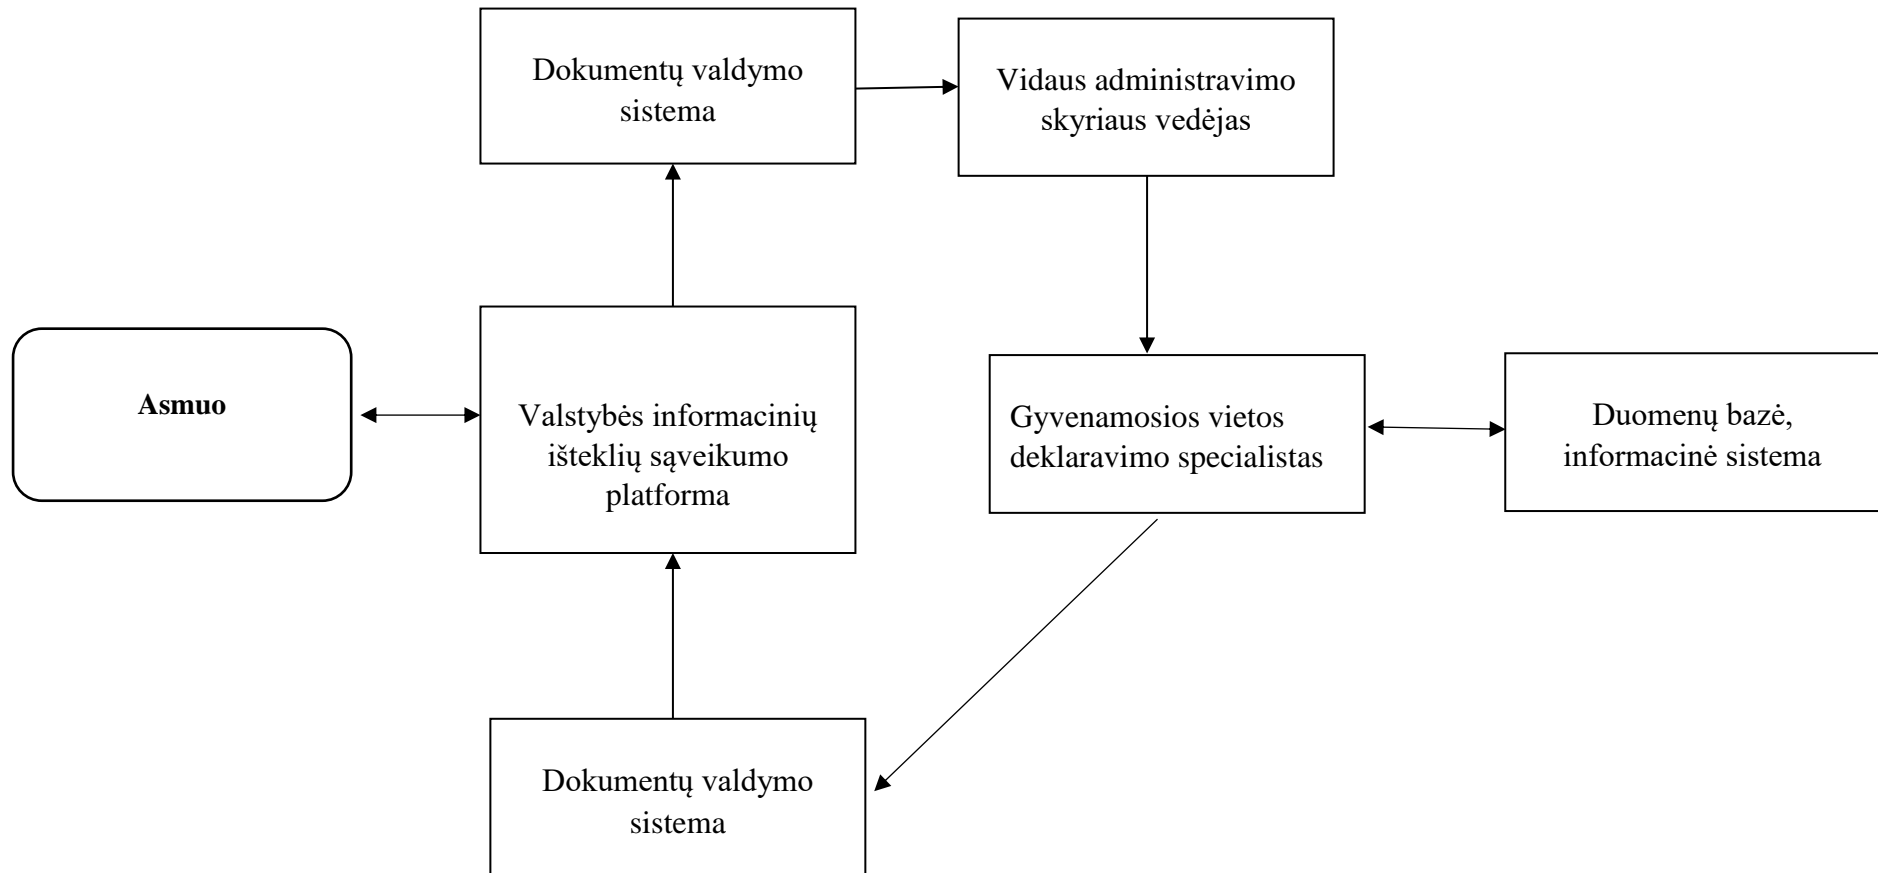 Dokumentų valdymo
sistema
Vidaus administravimo
skyriaus vedėjas
Asmuo
Valstybės informacinių
išteklių sąveikumo
platforma
Gyvenamosios vietos
deklaravimo specialistas
Duomenų bazė,
informacinė sistema
Dokumentų valdymo
sistema